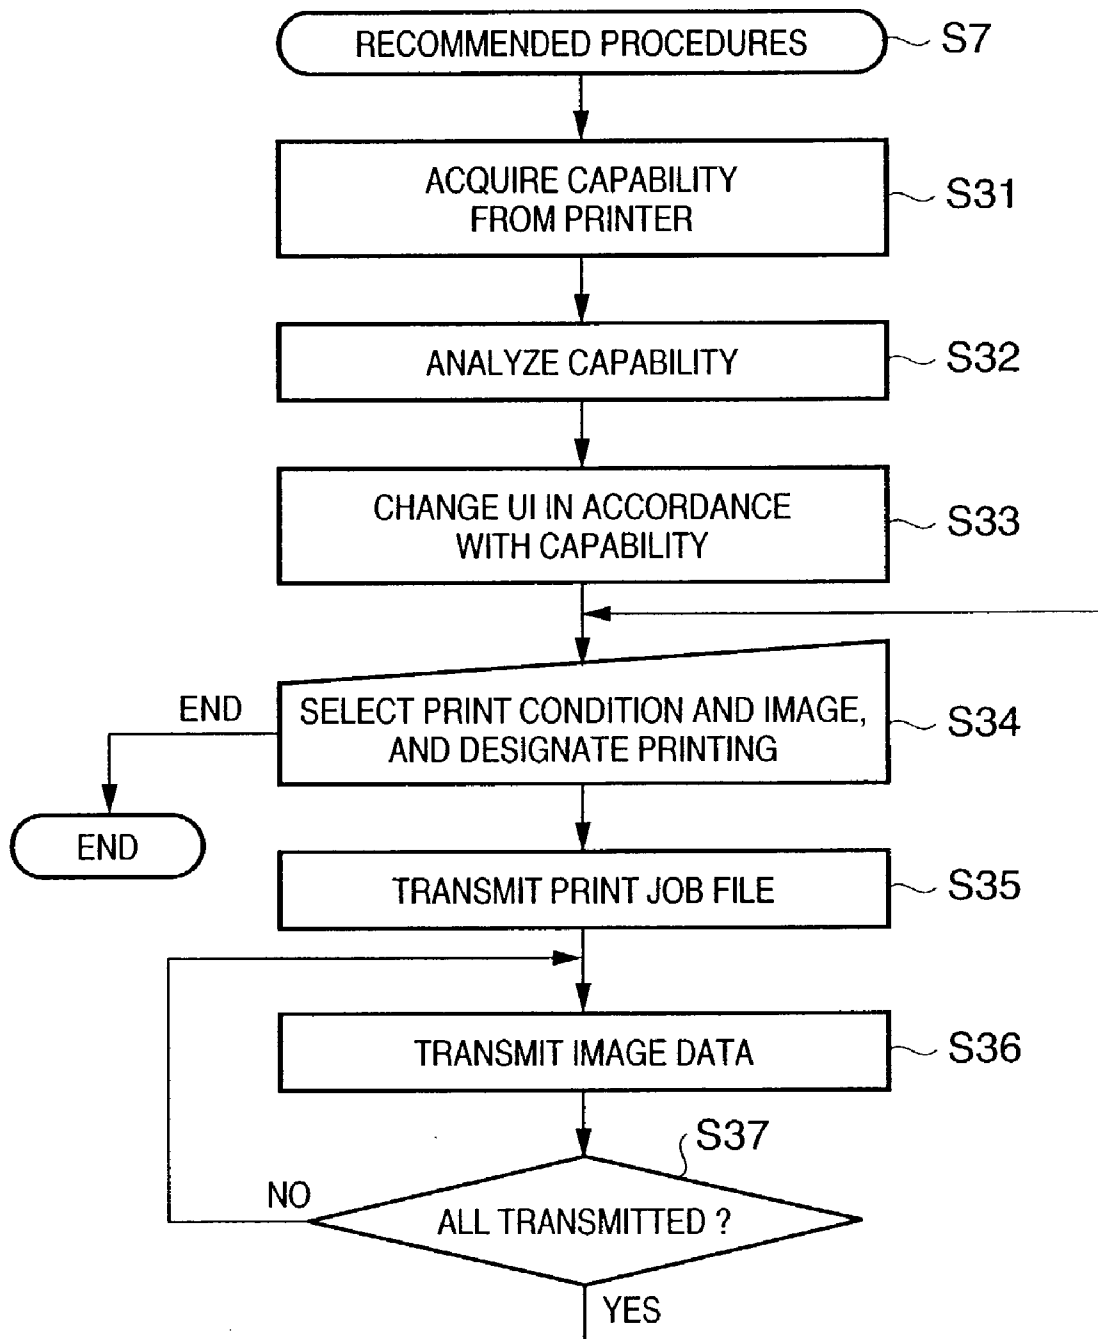 RECOMMENDED PROCEDURES
S7
ACQUIRE CAPABILITY
FROM PRINTER
S31
ANALYZE CAPABILITY
S32
CHANGE UI IN ACCORDANCE
WITH CAPABILITY
S33
END
SELECT PRINT CONDITION AND IMAGE,
AND DESIGNATE PRINTING
S34
END
TRANSMIT PRINT JOB FILE
S35
TRANSMIT IMAGE DATA
S36
S37
NO
ALL TRANSMITTED ?
YES